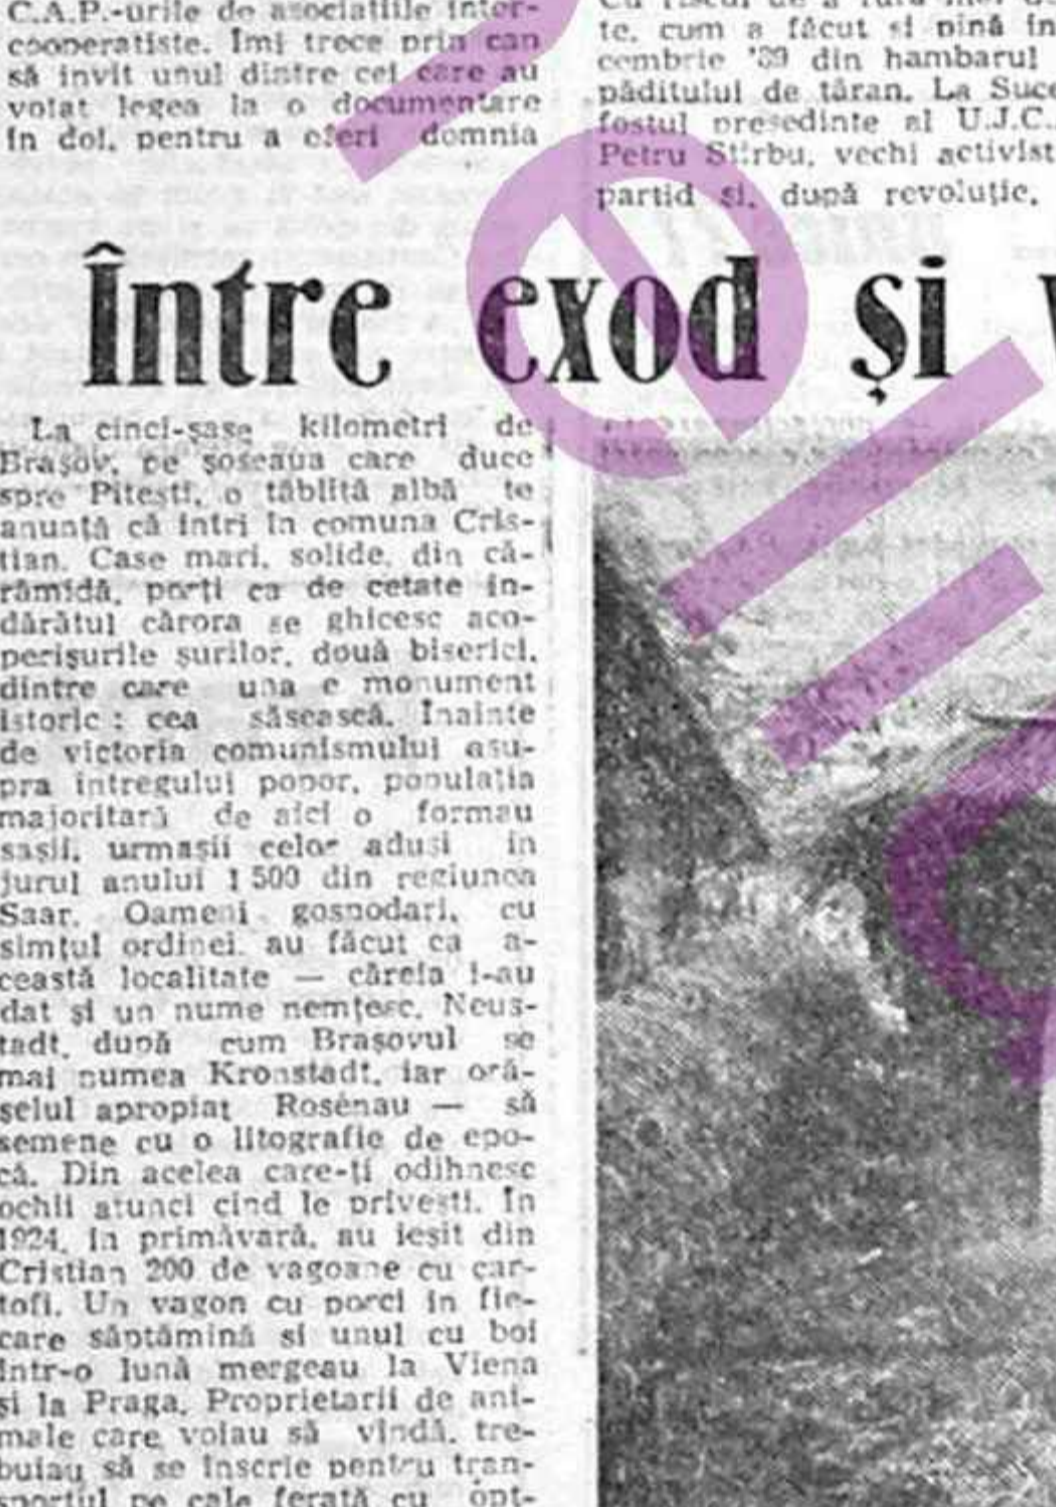 C.A.P.-urile de asociatiile inter-
cooperatiste. Îmi trece prin cap
să invit unul dintre cei care au
votat legea la o documentare
în doi, pentru a oferi domnia
te, cum a făcut și pînă în
cembrie '89 din hambarul
păditului de țăran. La Suce
fostul președinte al U.J.C.
Petru Stîrbu, vechi activist
partid și, după revoluție,
Între exod și
La cinci-șase kilometri de
Brașov, pe șoseaua care duce
spre Pitești, o tăbliță albă te
anunță că intri în comuna Cris-
tian. Case mari, solide, din că-
rămidă, porți ca de cetate în-
dărătul cărora se ghicesc aco-
perișurile șurilor, două biserici,
dintre care una e monument
istoric : cea săsească. Înainte
de victoria comunismului asu-
pra întregului popor, populația
majoritară de aici o formau
sașii, urmașii celor aduși în
jurul anului 1 500 din regiunea
Saar. Oameni gospodari, cu
simțul ordinei, au făcut ca a-
ceastă localitate — căreia i-au
dat și un nume nemțesc, Neus-
tadt, după cum Brașovul se
mai numea Kronstadt, iar oră-
șelul apropiat Rosenau — să
semene cu o litografie de epo-
că. Din acelea care-ți odihnesc
ochii atunci cînd le privești. În
1924, în primăvară, au ieșit din
Cristian 200 de vagoane cu car-
tofi. Un vagon cu porci în fie-
care săptămînă și unul cu boi
într-o lună mergeau la Viena
și la Praga. Proprietarii de ani-
male care voiau să vîndă, tre-
buiau să se înscrie pentru tran-
sportul pe cale ferată cu opt-